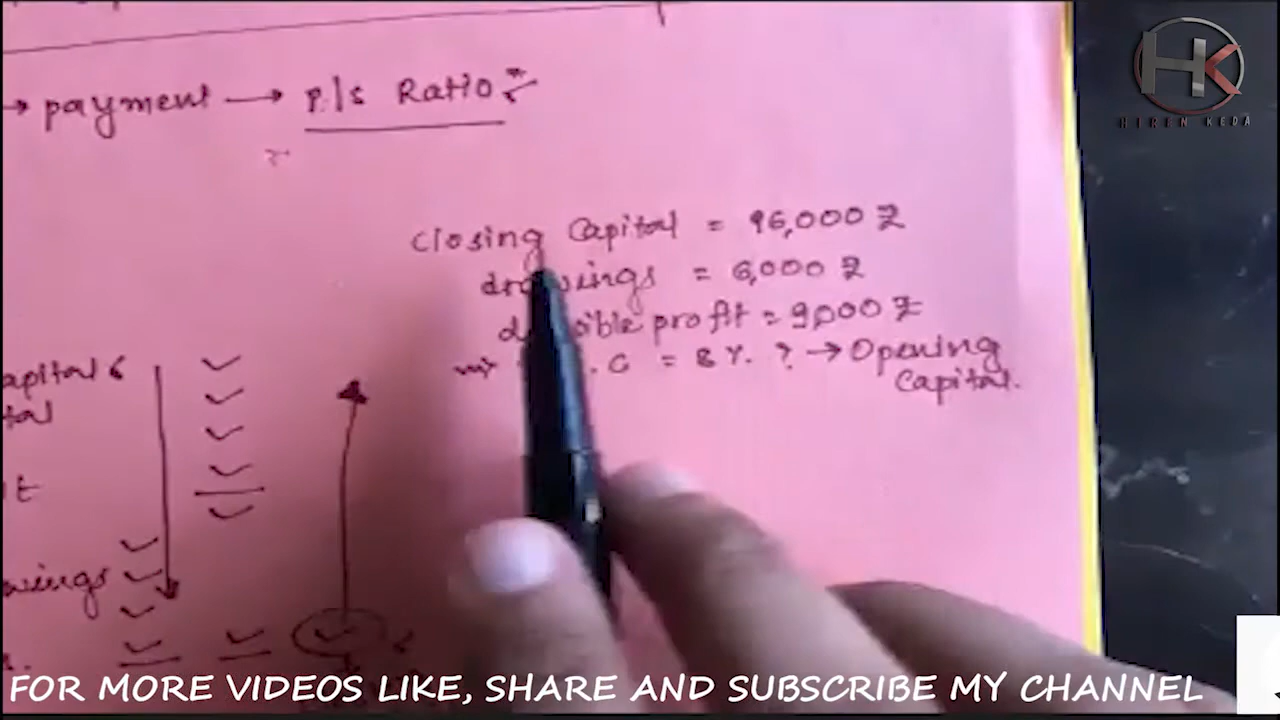 → payment → P/s Ratio
closing capital = 96,000 ₹
drawings = 6,000 ₹
profit = 9,000 ₹
.C = 8 %. ? → Opening
capital.
apital
tal
t
wings
HK
HIREN KEDA
FOR MORE VIDEOS LIKE, SHARE AND SUBSCRIBE MY CHANNEL